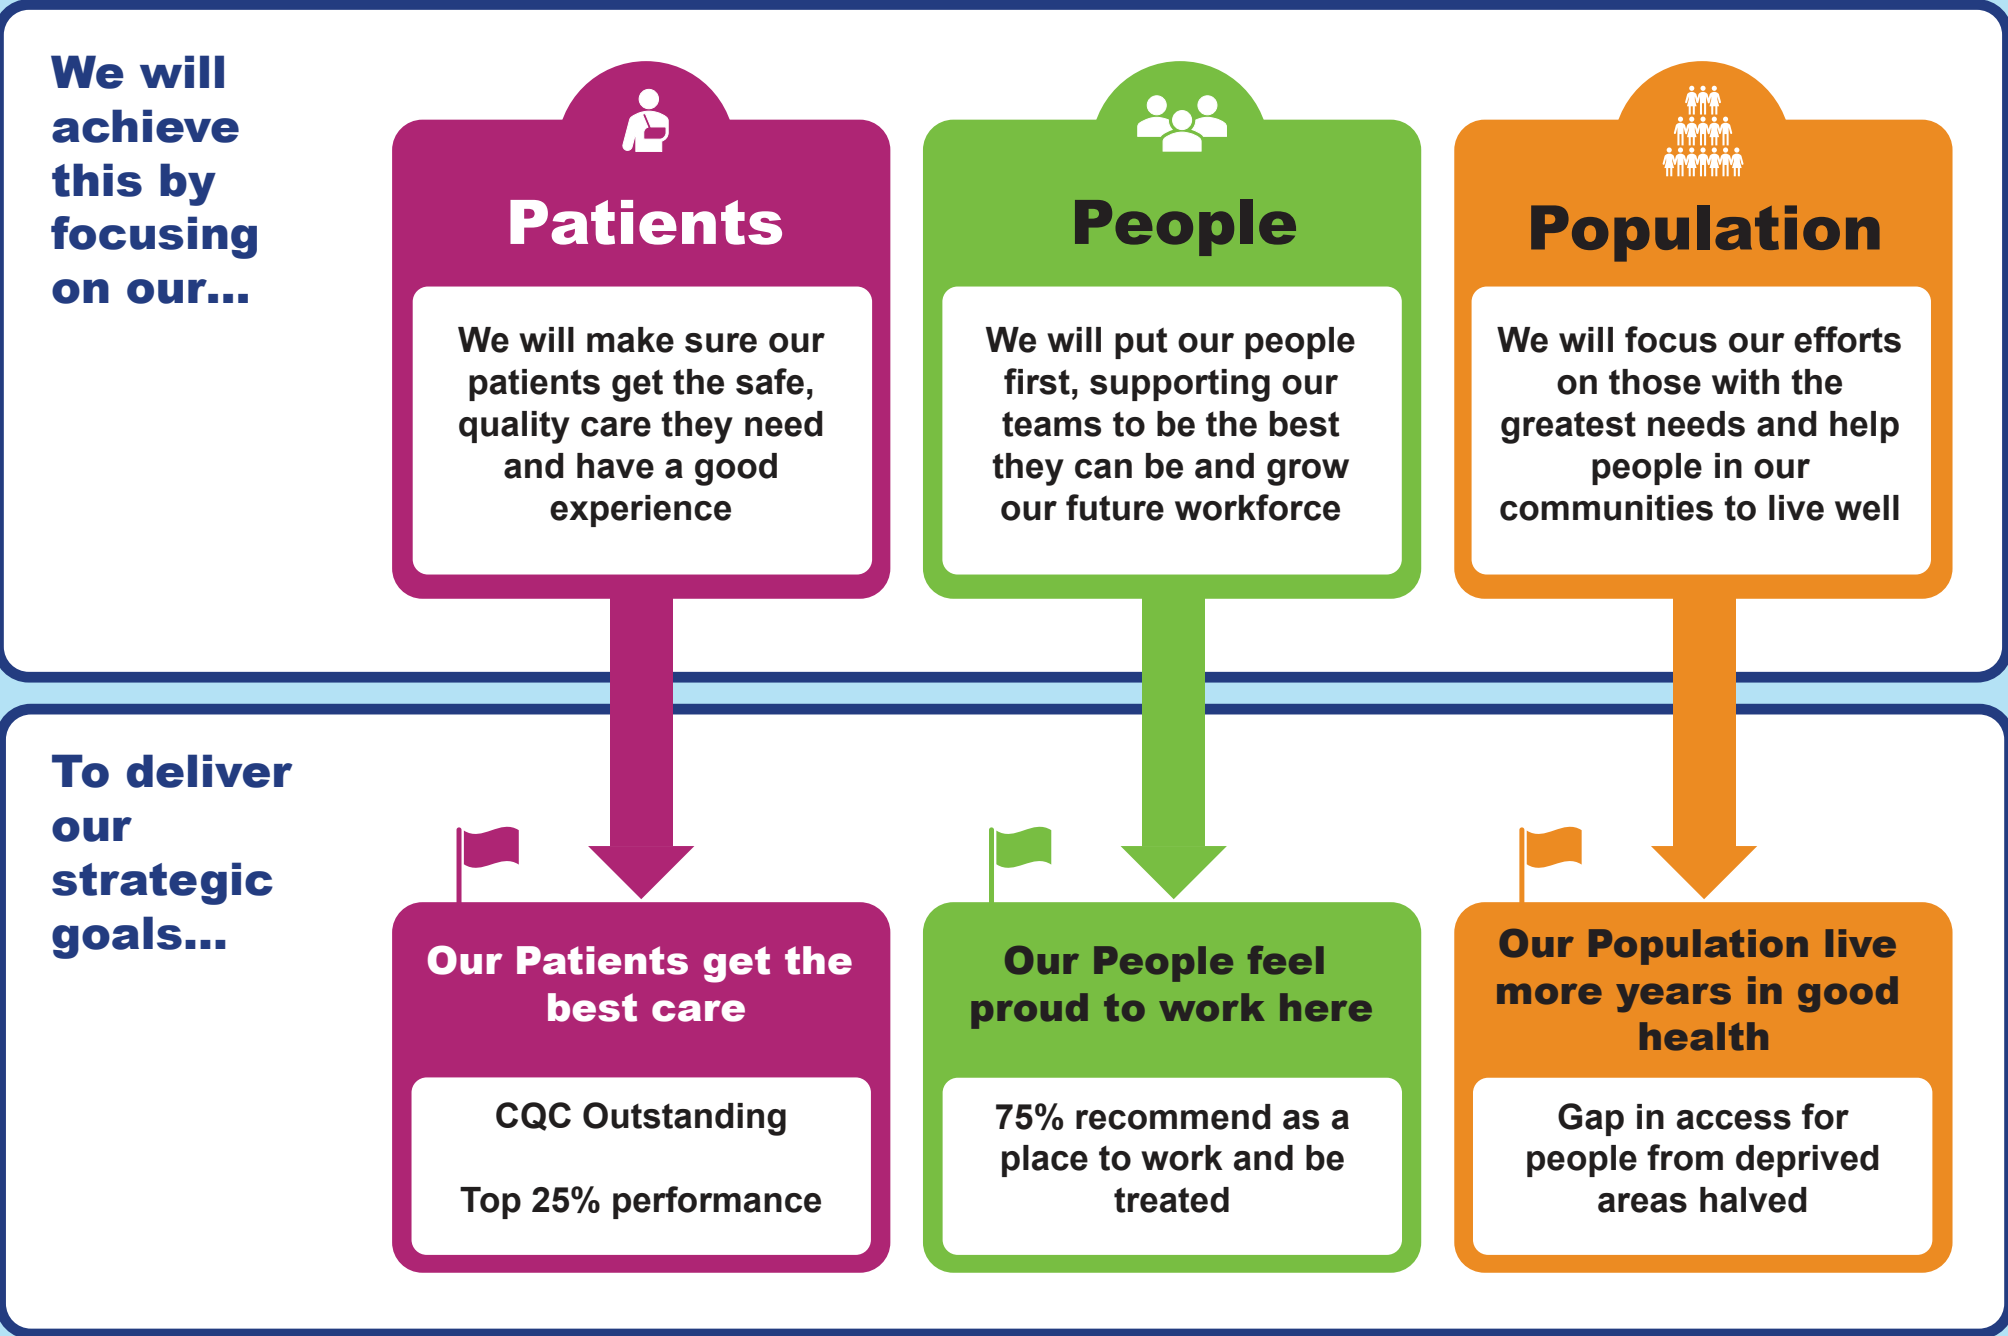 We will
achieve
this by
focusing
on our...
Patients
We will make sure our
patients get the safe,
quality care they need
and have a good
experience
People
We will put our people
first, supporting our
teams to be the best
they can be and grow
our future workforce
Population
We will focus our efforts
on those with the
greatest needs and help
people in our
communities to live well
To deliver
our
strategic
goals...
Our Patients get the
best care
CQC Outstanding
Top 25% performance
Our People feel
proud to work here
75% recommend as a
place to work and be
treated
Our Population live
more years in good
health
Gap in access for
people from deprived
areas halved